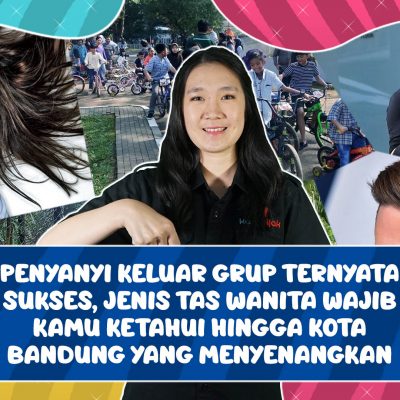 PENYANYI KELUAR GRUP TERNYATA
SUKSES, JENIS TAS WANITA WAJIB
KAMU KETAHUI HINGGA KOTA
BANDUNG YANG MENYENANGKAN